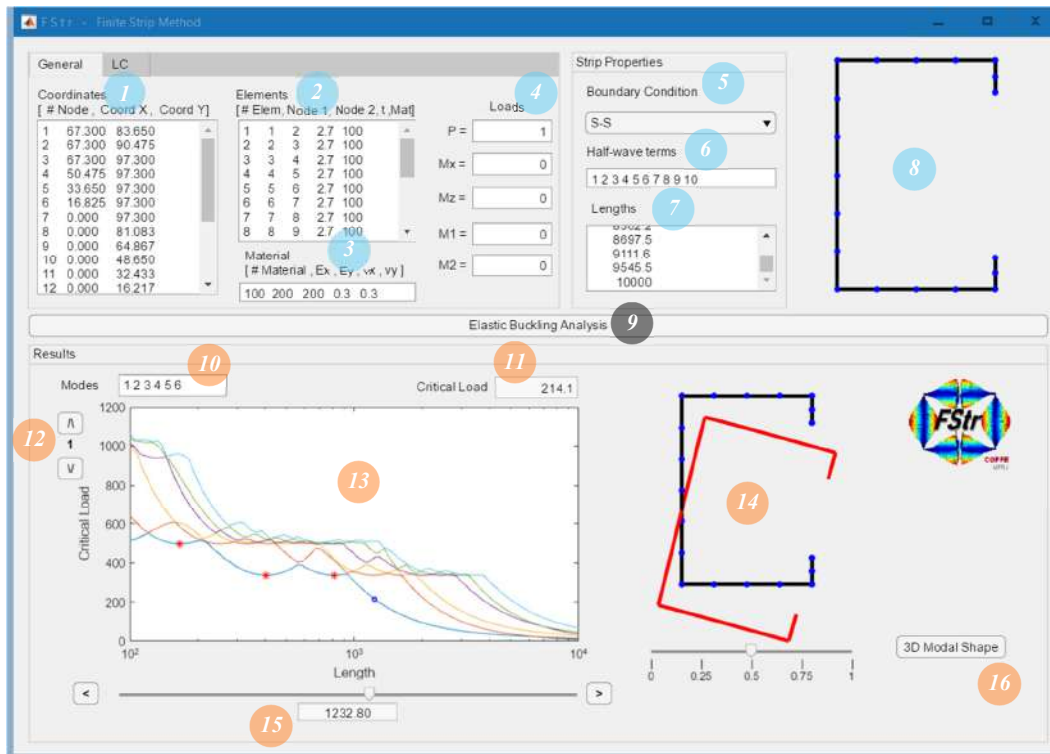 FStr - Finite Strip Method
General LC
Coordinates 1
[ # Node , Coord X , Coord Y]
1 67.300 83.650
2 67.300 90.475
3 67.300 97.300
4 50.475 97.300
5 33.650 97.300
6 16.825 97.300
7 0.000 97.300
8 0.000 81.083
9 0.000 64.867
10 0.000 48.650
11 0.000 32.433
12 0.000 16.217
Elements 2
[# Elem, Node 1, Node 2, t ,Mat]
1 1 2 2.7 100
2 2 3 2.7 100
3 3 4 2.7 100
4 4 5 2.7 100
5 5 6 2.7 100
6 6 7 2.7 100
7 7 8 2.7 100
8 8 9 2.7 100
Material 3
[ # Material , Ex , Ey , vx , vy ]
100 200 200 0.3 0.3
Loads 4
P = 1
Mx = 0
Mz = 0
M1 = 0
M2 = 0
Strip Properties
Boundary Condition 5
S-S
Half-wave terms 6
1 2 3 4 5 6 7 8 9 10
Lengths 7
8697.5
9111.6
9545.5
10000
8
Elastic Buckling Analysis 9
Results
Modes 1 2 3 4 5 6 10
Critical Load 214.1 11
12
1
Critical Load
1200
1000
800
600
400
200
0
10² 10³ 10⁴
Length
13
< >
1232.80
15
14
0 0.25 0.5 0.75 1
FStr
3D Modal Shape
16